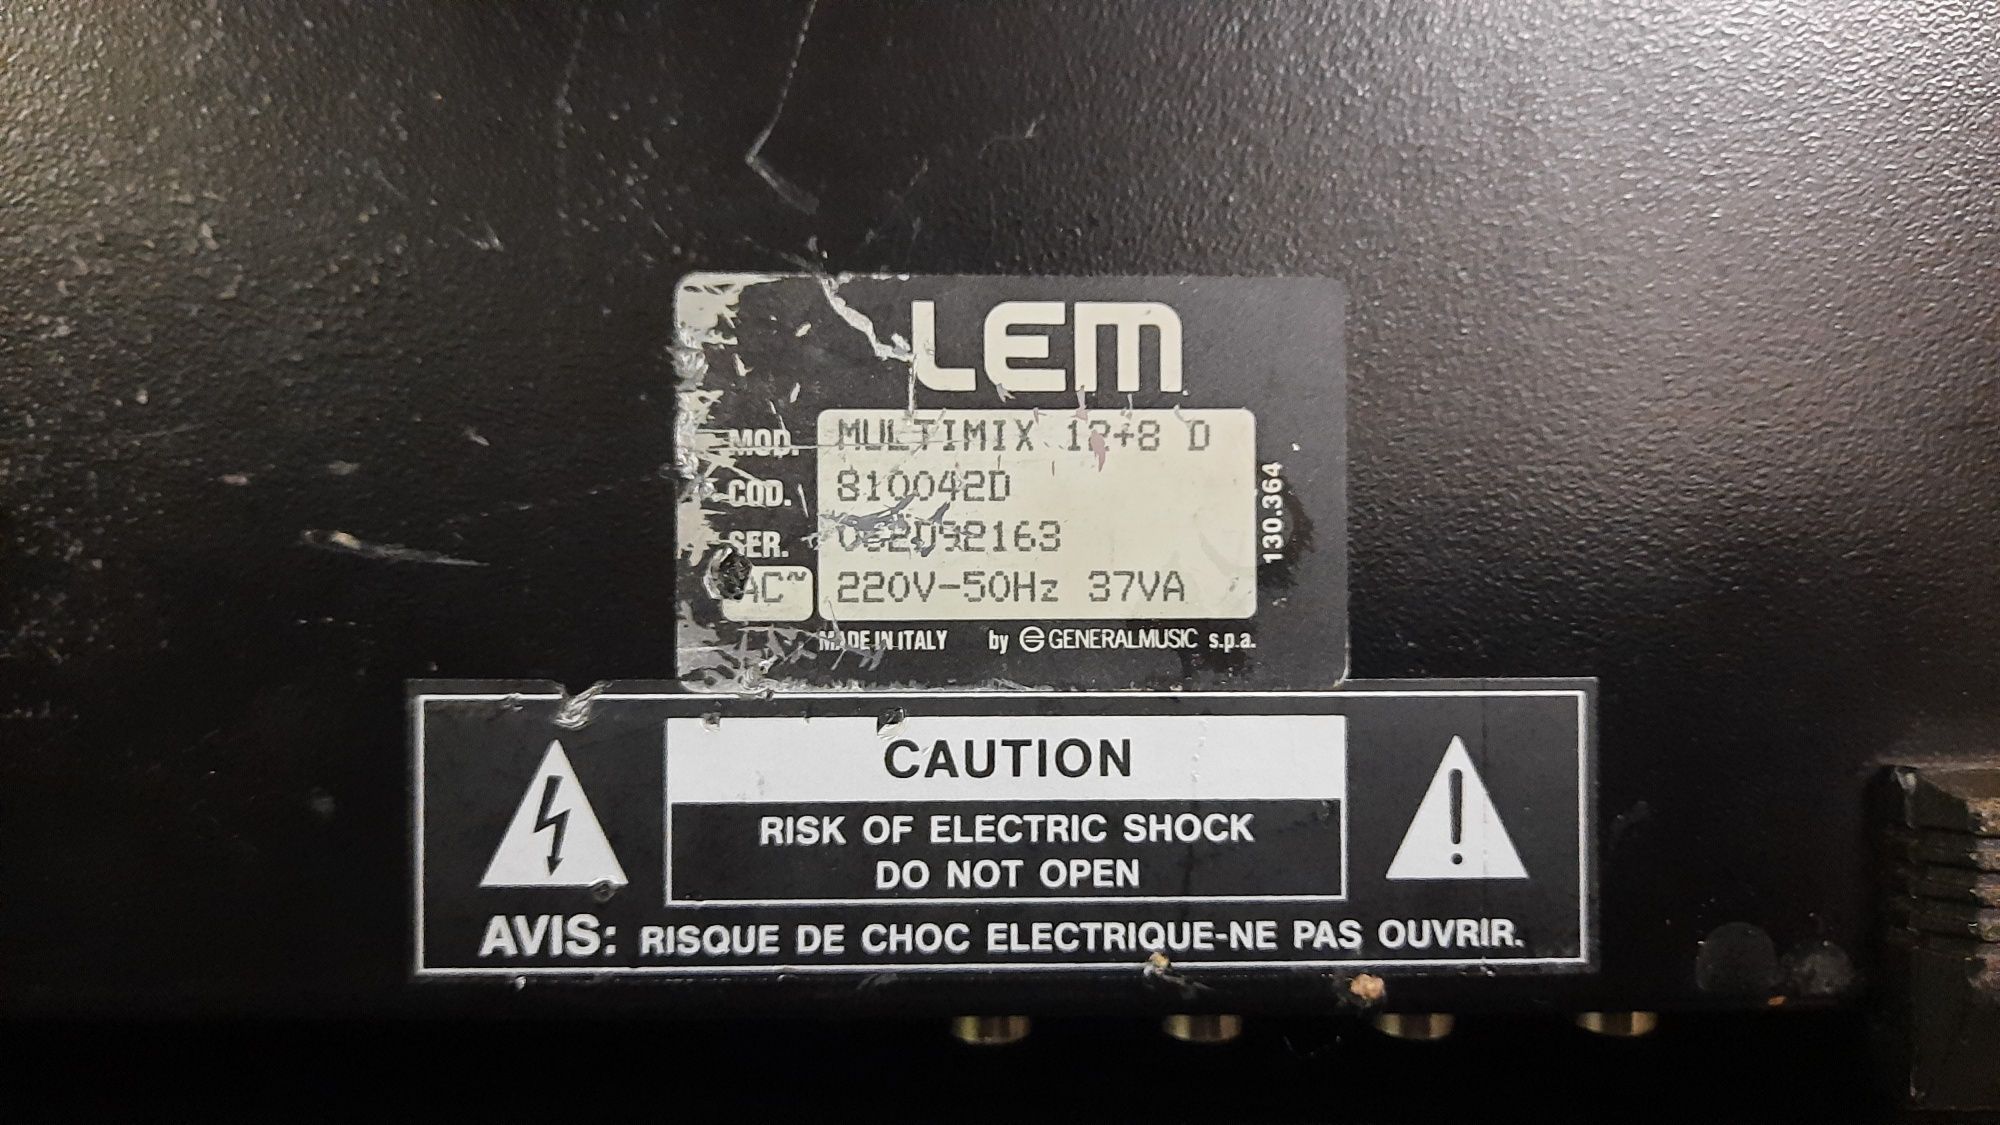 LEM
MOD. MULTIMIX 12+8 D
COD. 810042D
SER. 092163
AC~ 220V-50Hz 37VA
130.364
MADE IN ITALY by GENERALMUSIC s.p.a.
CAUTION
RISK OF ELECTRIC SHOCK
DO NOT OPEN
AVIS: RISQUE DE CHOC ELECTRIQUE-NE PAS OUVRIR.